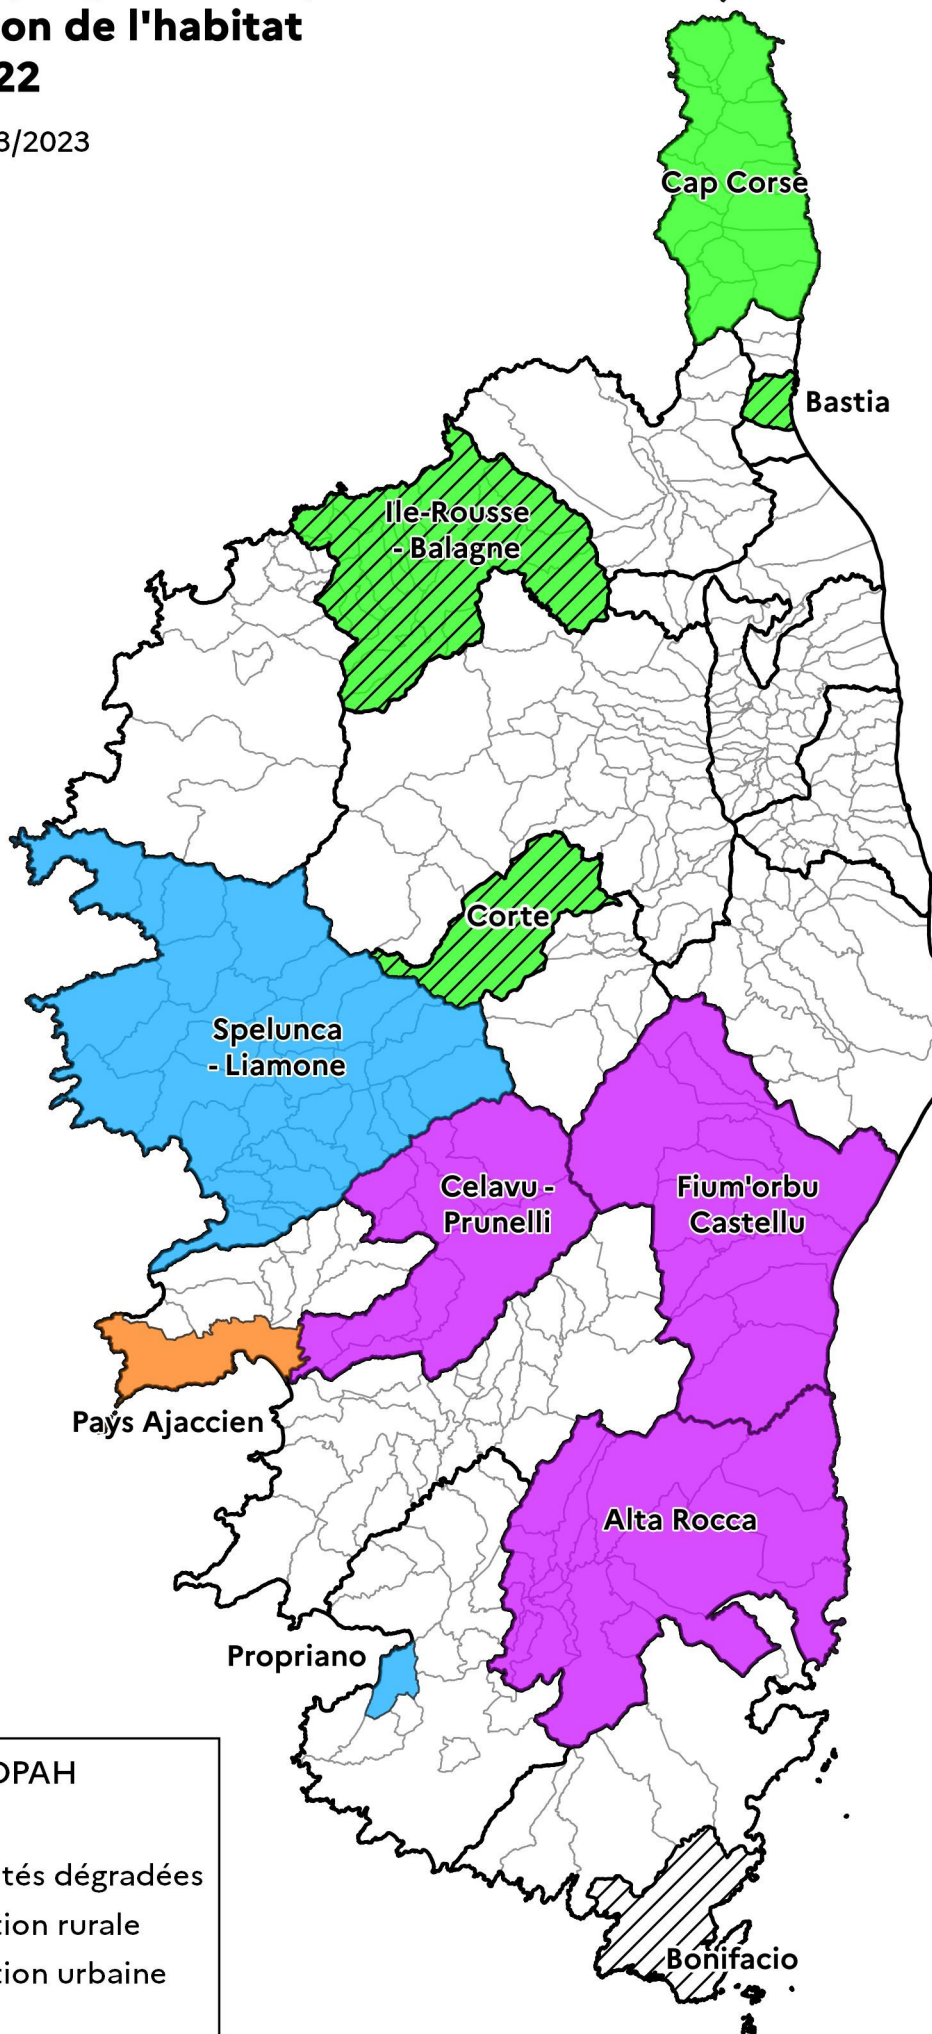 on de l'habitat
22
3/2023
Cap Corse
Bastia
Ile-Rousse
- Balagne
Corte
Spelunca
- Liamone
Celavu -
Prunelli
Fium'orbu
Castellu
Pays Ajaccien
Alta Rocca
Propriano
OPAH
tés dégradées
tion rurale
tion urbaine
Bonifacio